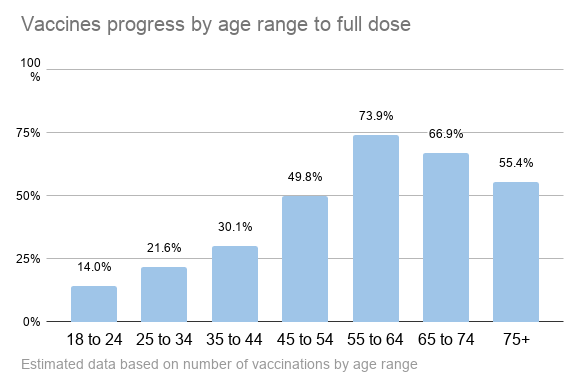 Vaccines progress by age range to full dose
100
%
75%
50%
25%
0%
14.0%
21.6%
30.1%
49.8%
73.9%
66.9%
55.4%
18 to 24
25 to 34
35 to 44
45 to 54
55 to 64
65 to 74
75+
Estimated data based on number of vaccinations by age range